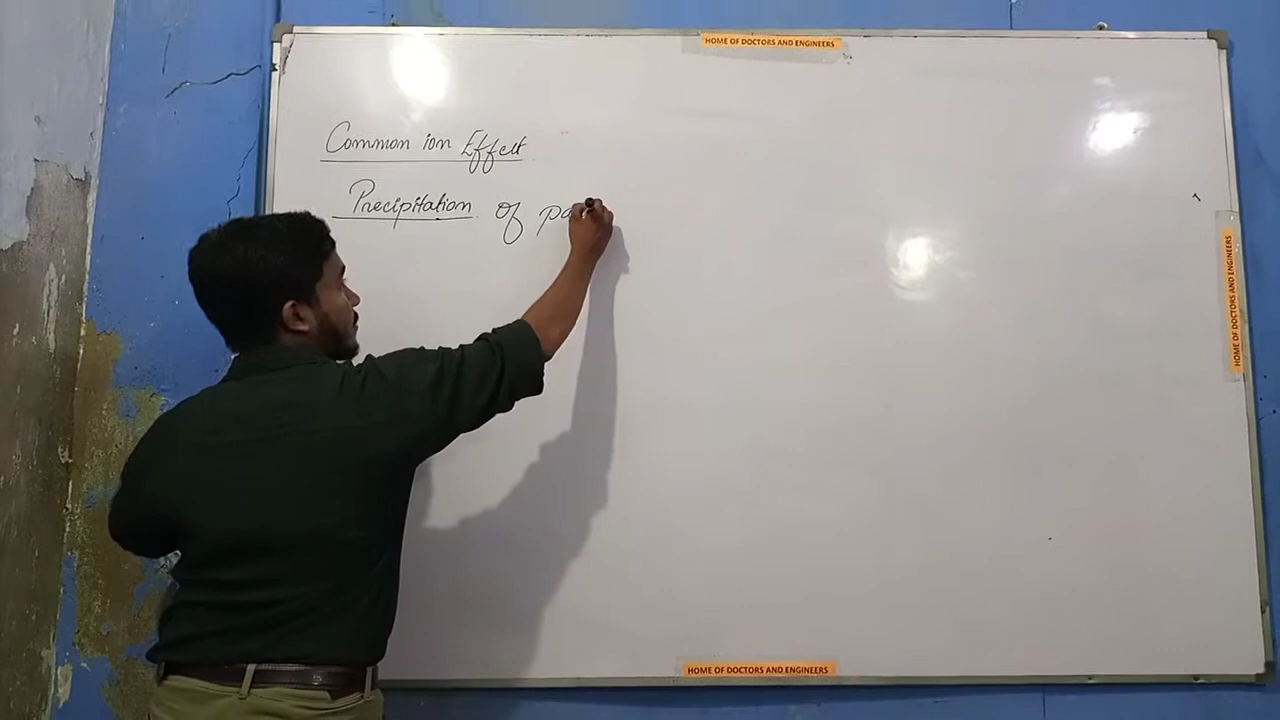 HOME OF DOCTORS AND ENGINEERS
Common ion Effect
Precipitation of pa
HOME OF DOCTORS AND ENGINEERS
HOME OF DOCTORS AND ENGINEERS